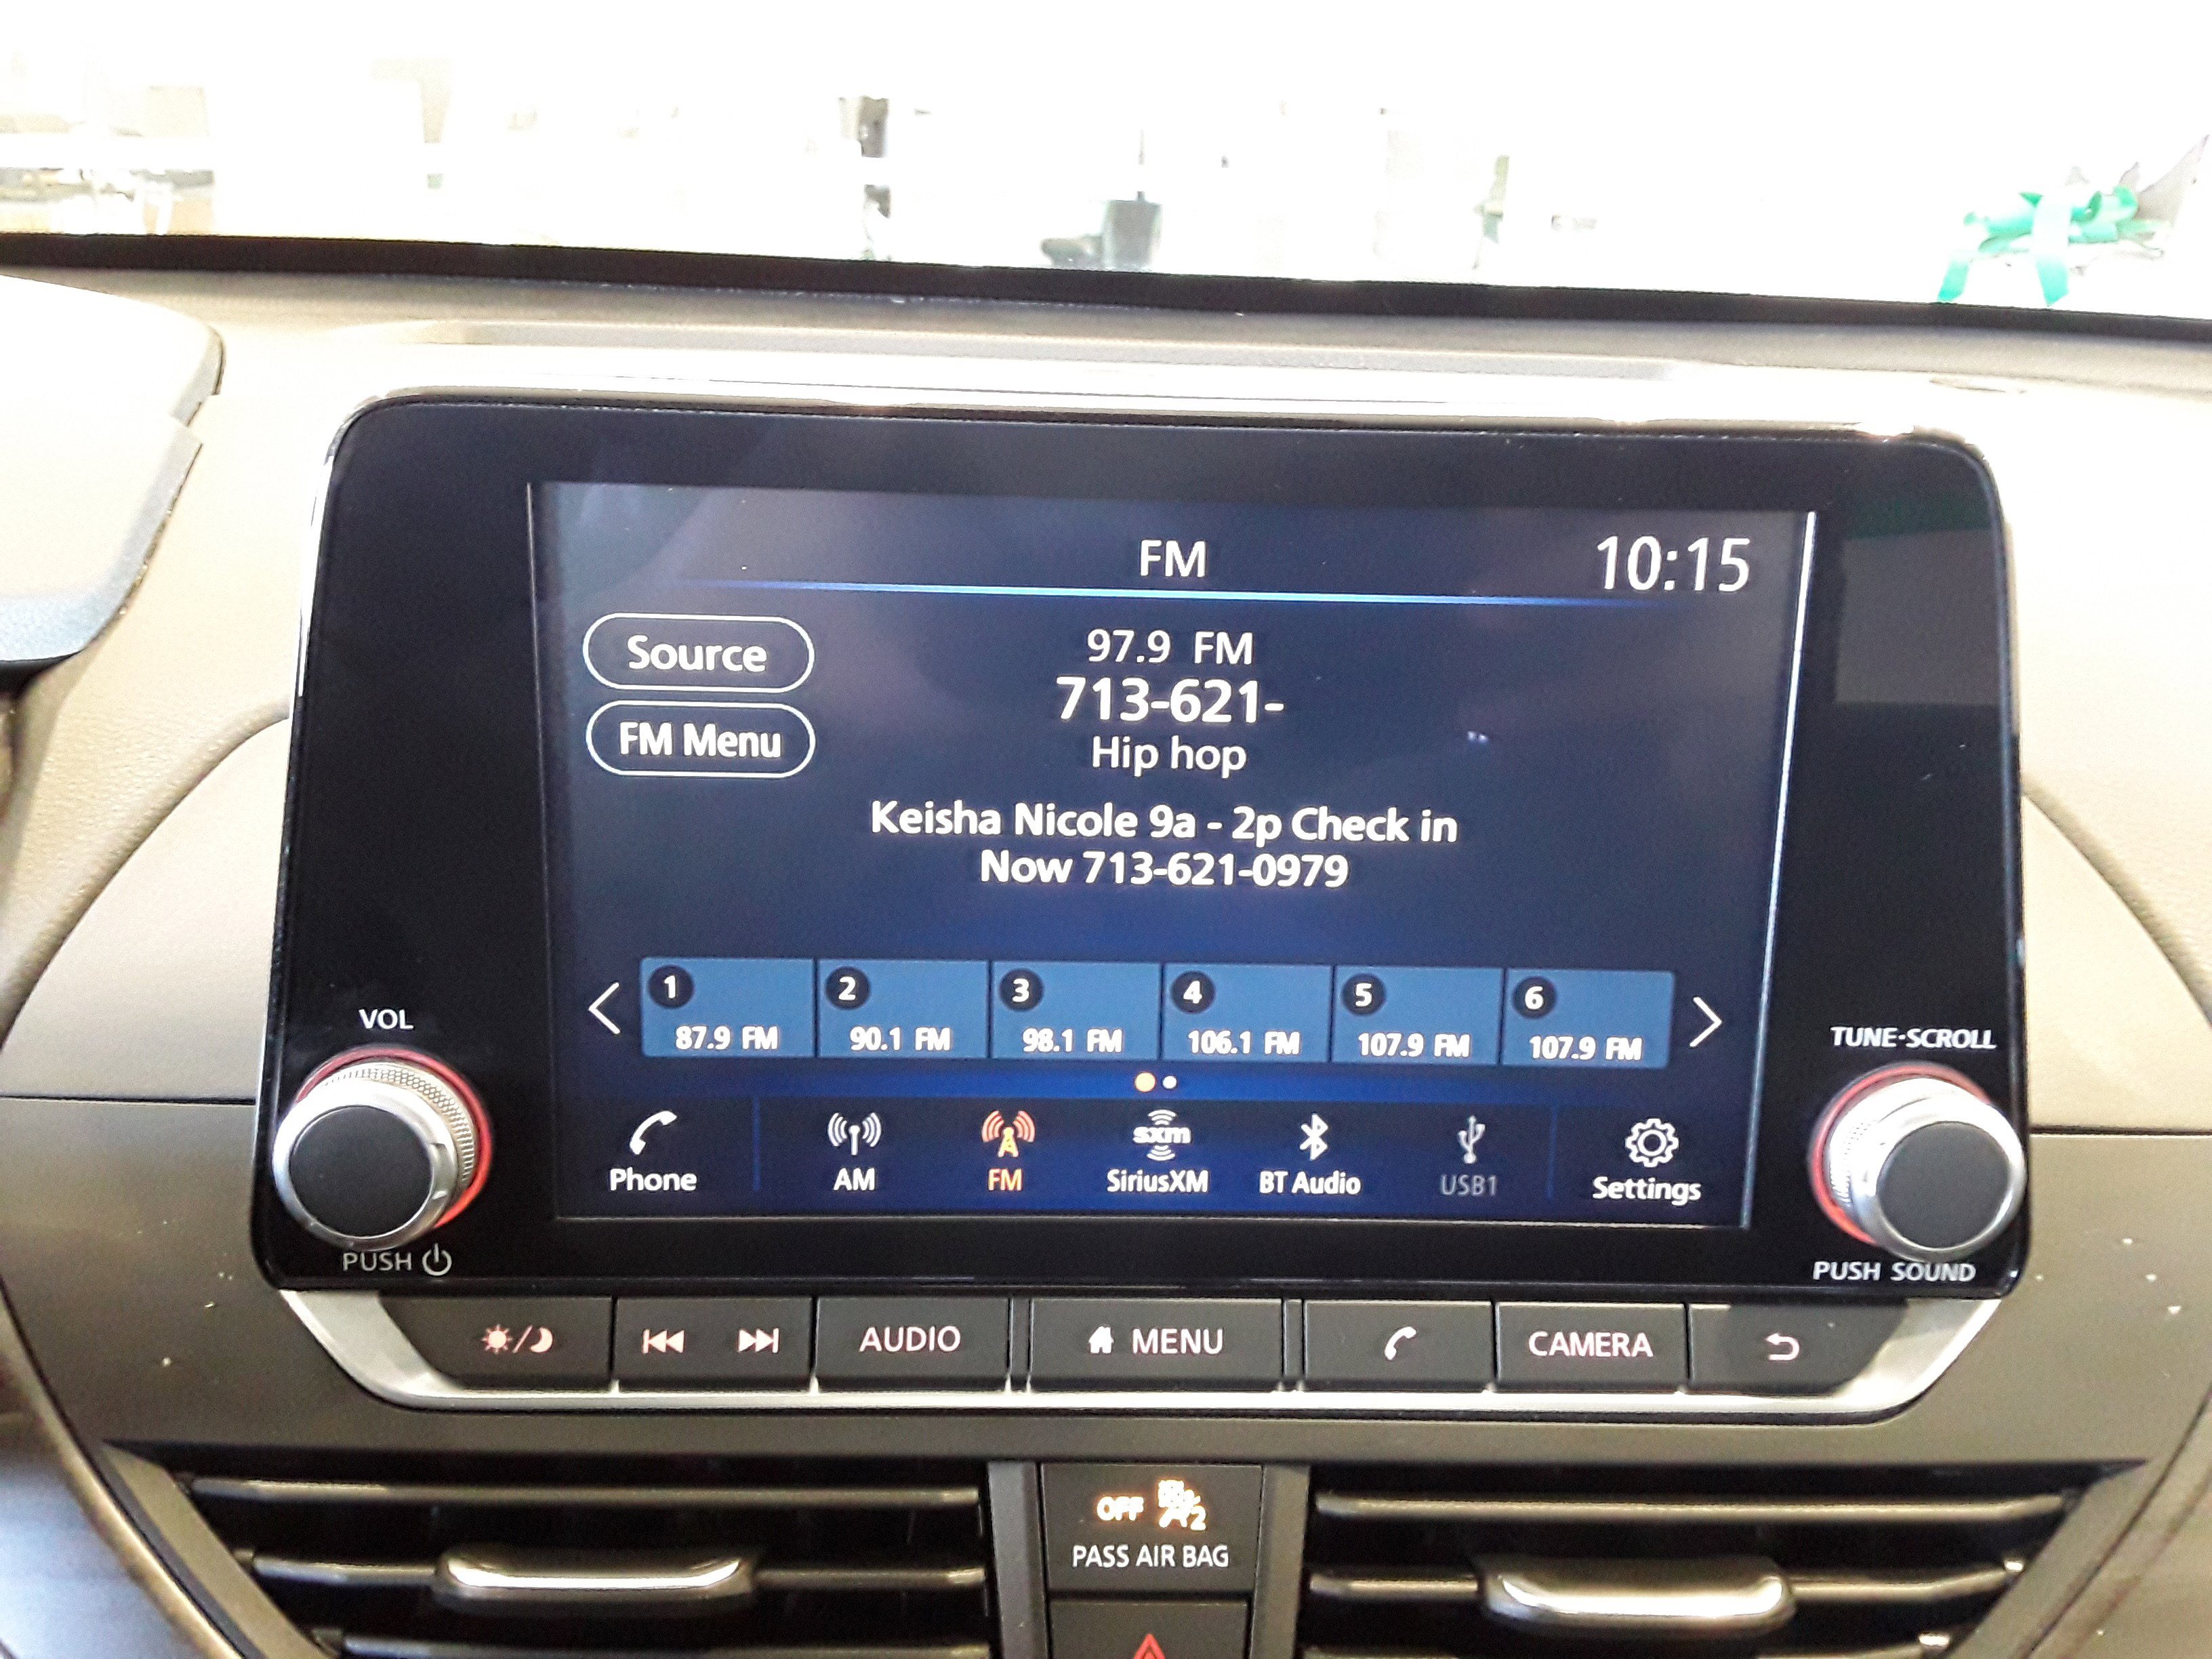 FM 10:15
Source
FM Menu
97.9 FM
713-621-
Hip hop
Keisha Nicole 9a - 2p Check in
Now 713-621-0979
1 2 3 4 5 6
87.9 FM 90.1 FM 98.1 FM 106.1 FM 107.9 FM 107.9 FM
VOL
TUNE·SCROLL
sxm
Phone AM FM SiriusXM BT Audio USB1 Settings
PUSH
PUSH SOUND
AUDIO MENU CAMERA
OFF 2
PASS AIR BAG